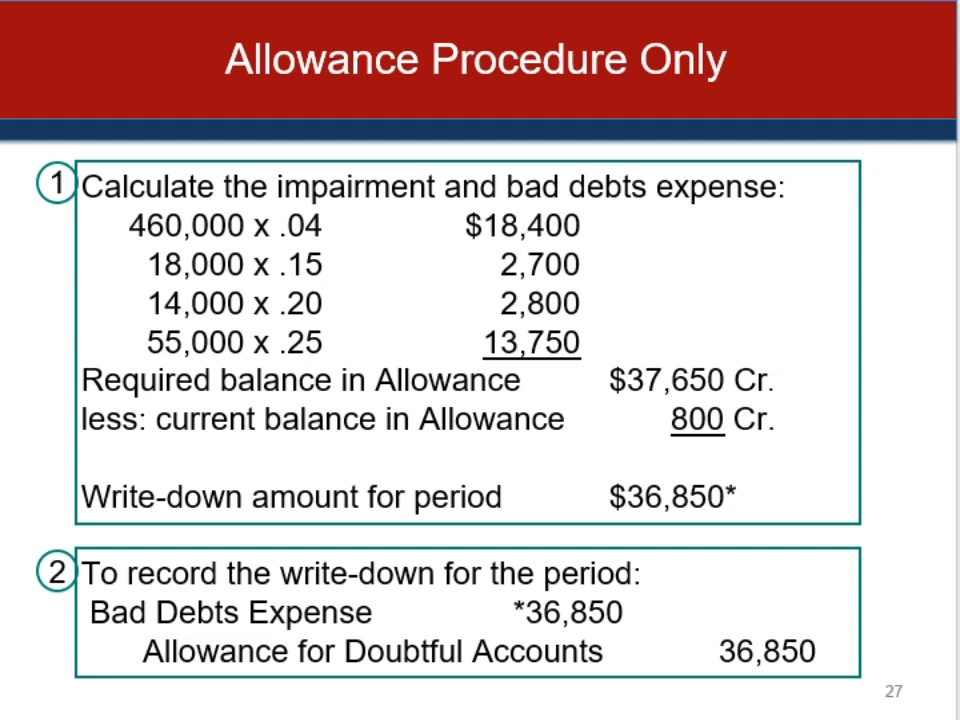 Allowance Procedure Only
1 Calculate the impairment and bad debts expense:
460,000 x .04 $18,400
18,000 x .15 2,700
14,000 x .20 2,800
55,000 x .25 13,750
Required balance in Allowance $37,650 Cr.
less: current balance in Allowance 800 Cr.
Write-down amount for period $36,850*
2 To record the write-down for the period:
Bad Debts Expense *36,850
Allowance for Doubtful Accounts 36,850
27